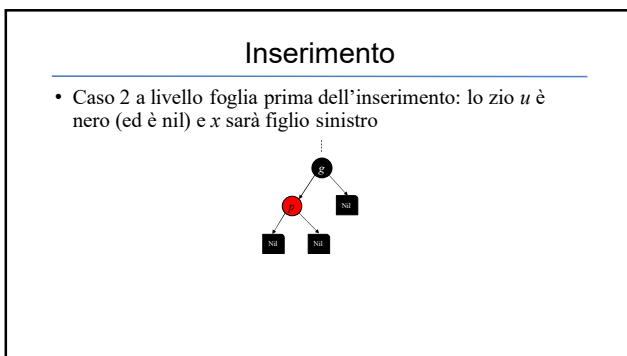 Inserimento
• Caso 2 a livello foglia prima dell’inserimento: lo zio u è
nero (ed è nil) e x sarà figlio sinistro
g
p
Nil
Nil
Nil